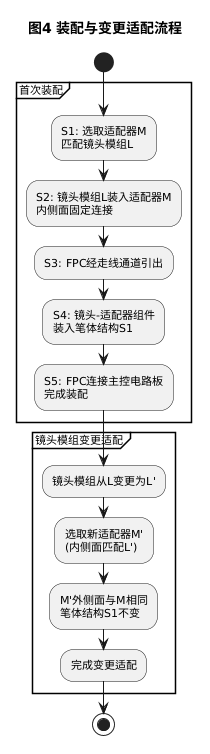 图4 装配与变更适配流程
首次装配
S1: 选取适配器M
匹配镜头模组L
S2: 镜头模组L装入适配器M
内侧面固定连接
S3: FPC经走线通道引出
S4: 镜头-适配器组件
装入笔体结构S1
S5: FPC连接主控电路板
完成装配
镜头模组变更适配
镜头模组从L变更为L'
选取新适配器M'
(内侧面匹配L')
M'外侧面与M相同
笔体结构S1不变
完成变更适配